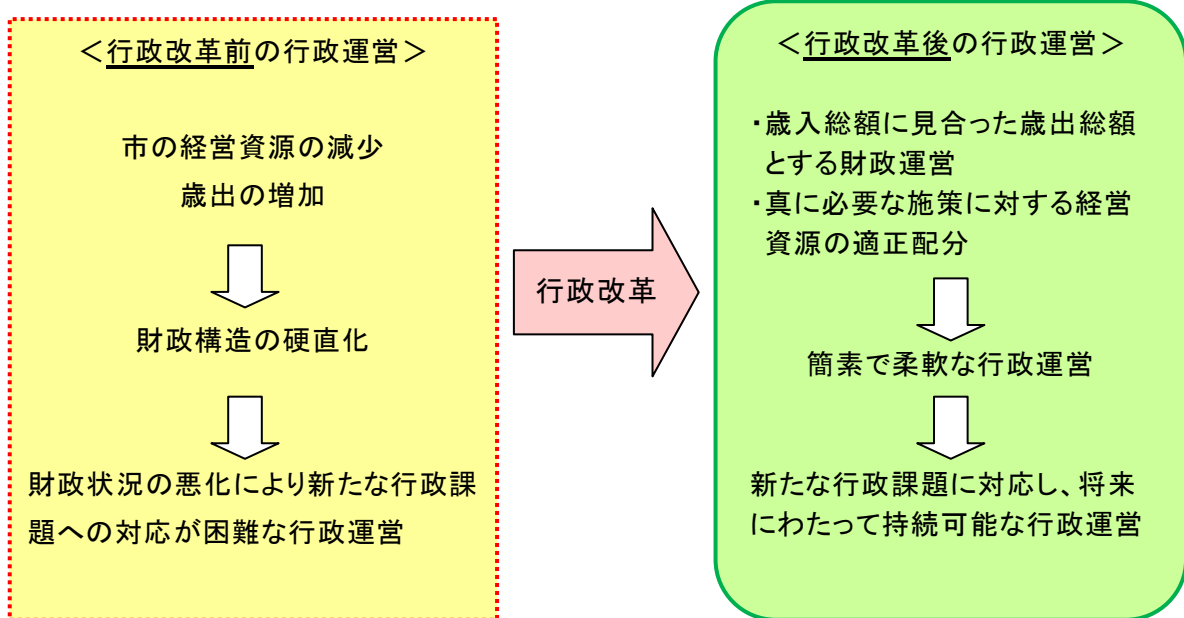 <行政改革前の行政運営>
市の経営資源の減少
歳出の増加
財政構造の硬直化
財政状況の悪化により新たな行政課
題への対応が困難な行政運営
行政改革
<行政改革後の行政運営>
・歳入総額に見合った歳出総額
とする財政運営
・真に必要な施策に対する経営
資源の適正配分
簡素で柔軟な行政運営
新たな行政課題に対応し、将来
にわたって持続可能な行政運営